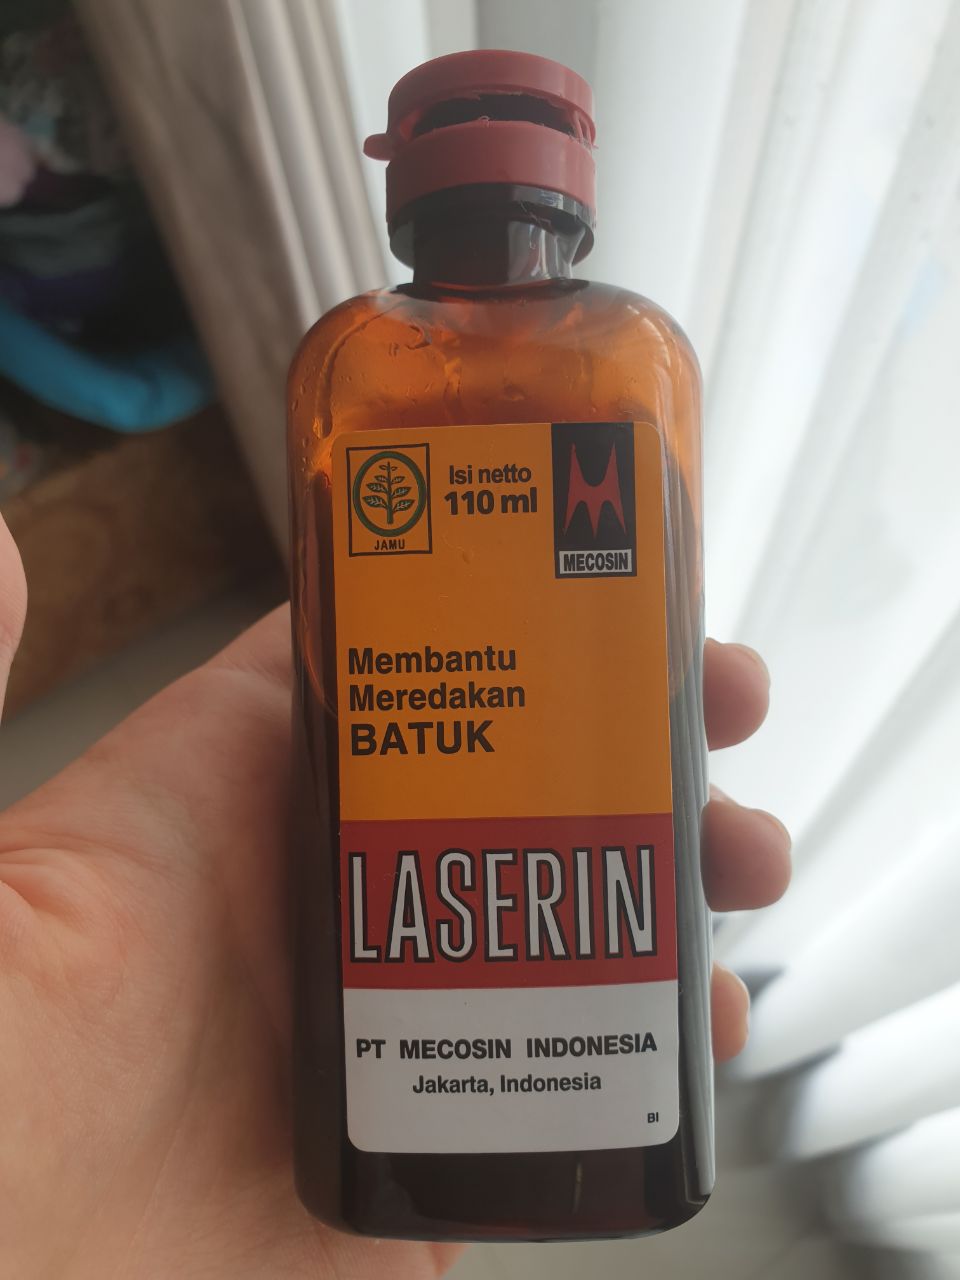 Isi netto
110 ml
JAMU
MECOSIN
Membantu
Meredakan
BATUK
LASERIN
PT MECOSIN INDONESIA
Jakarta, Indonesia
BI